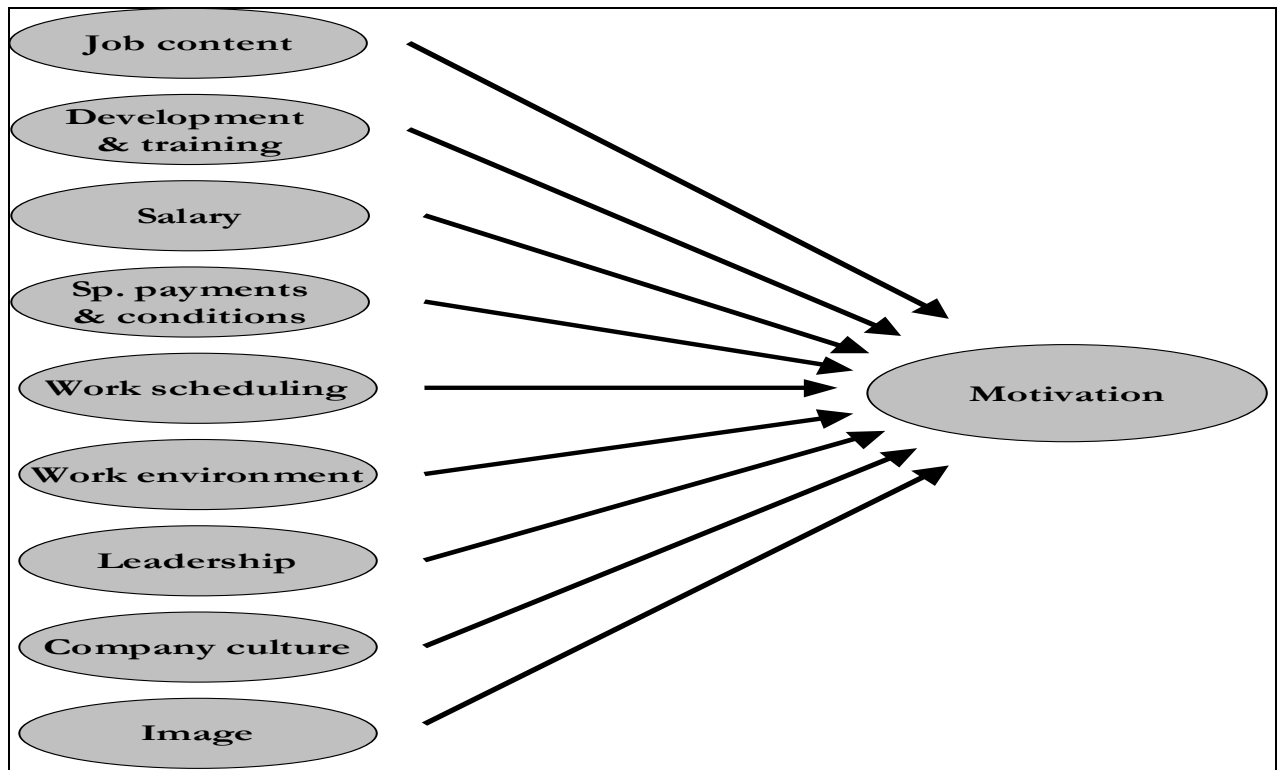 Job content
Development
& training
Salary
Sp. payments
& conditions
Work scheduling
Work environment
Leadership
Company culture
Image
Motivation